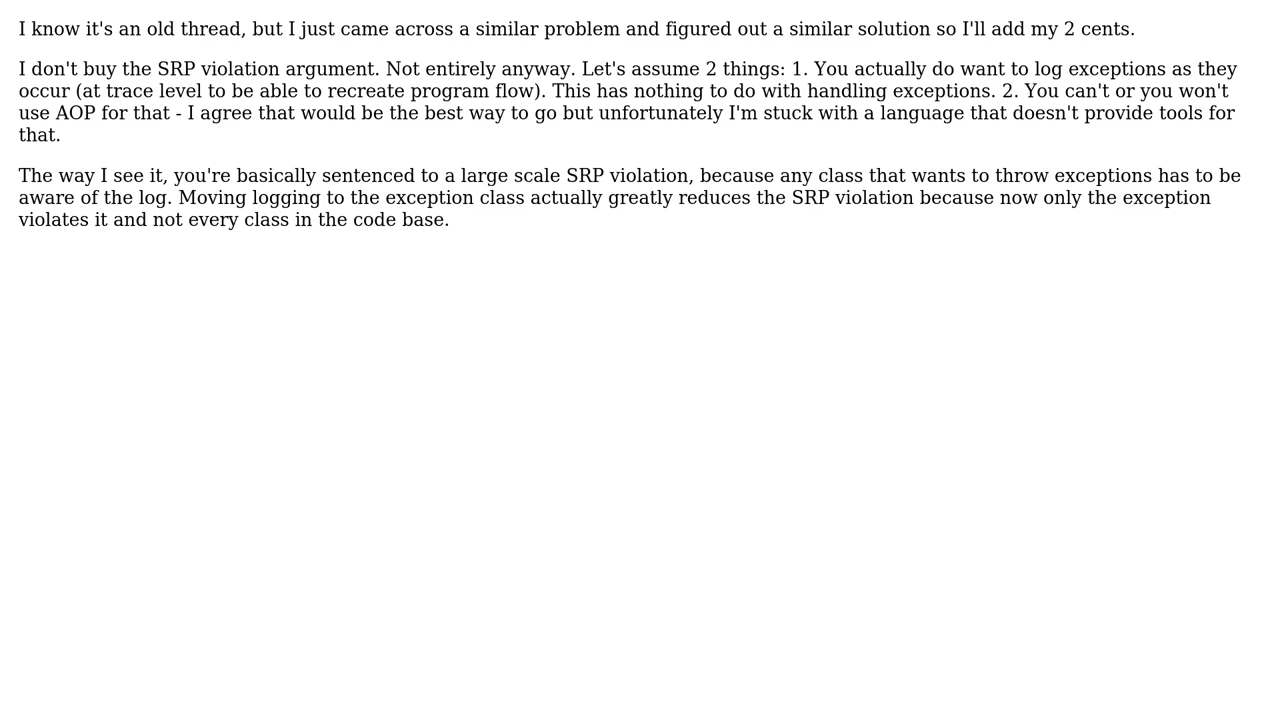 I know it's an old thread, but I just came across a similar problem and figured out a similar solution so I'll add my 2 cents.
I don't buy the SRP violation argument. Not entirely anyway. Let's assume 2 things: 1. You actually do want to log exceptions as they
occur (at trace level to be able to recreate program flow). This has nothing to do with handling exceptions. 2. You can't or you won't
use AOP for that - I agree that would be the best way to go but unfortunately I'm stuck with a language that doesn't provide tools for
that.
The way I see it, you're basically sentenced to a large scale SRP violation, because any class that wants to throw exceptions has to be
aware of the log. Moving logging to the exception class actually greatly reduces the SRP violation because now only the exception
violates it and not every class in the code base.